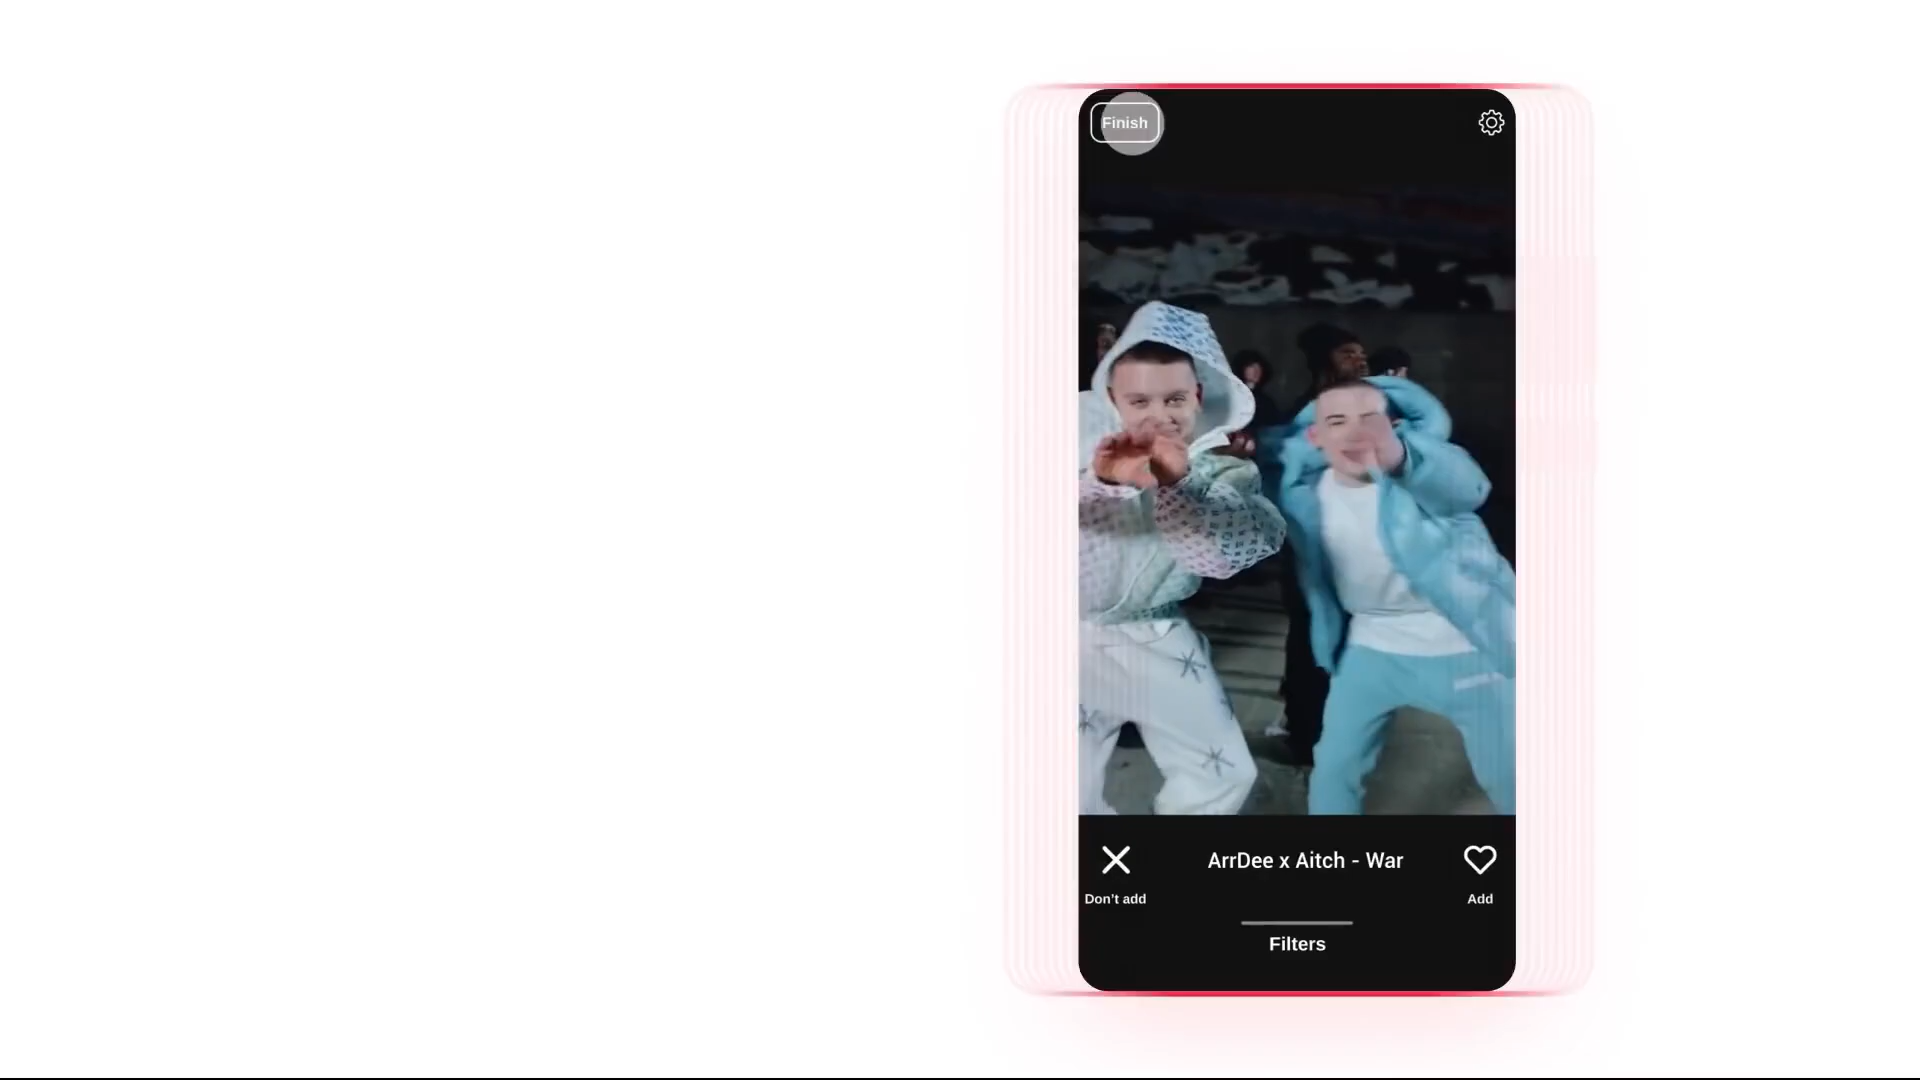 Finish
ArrDee x Aitch - War
Don't add
Add
Filters